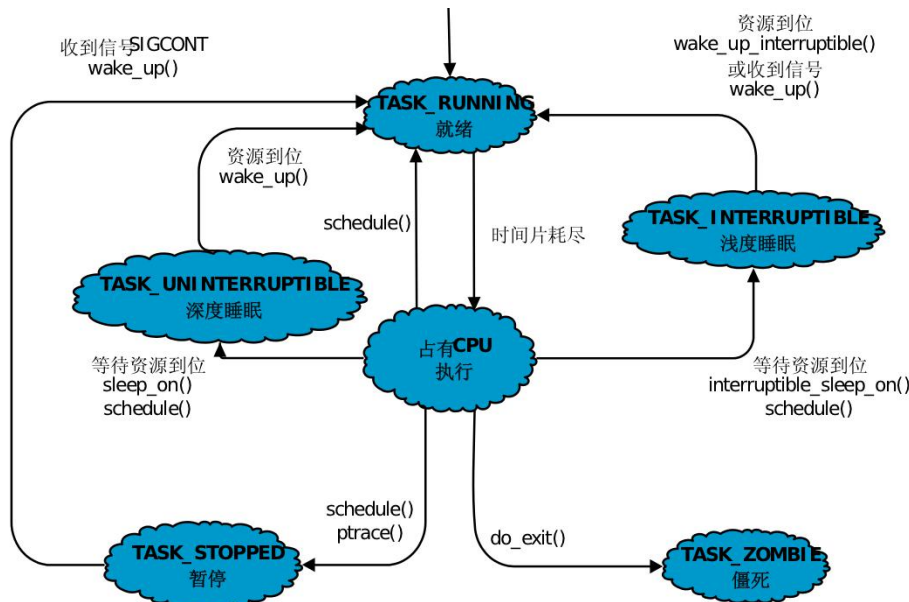 收到信号SIGCONT
wake_up()
资源到位
wake_up_interruptible()
或收到信号
wake_up()
TASK_RUNNING
就绪
资源到位
wake_up()
schedule()
时间片耗尽
TASK_INTERRUPTIBLE
浅度睡眠
TASK_UNINTERRUPTIBLE
深度睡眠
占有CPU
执行
等待资源到位
sleep_on()
schedule()
等待资源到位
interruptible_sleep_on()
schedule()
schedule()
ptrace()
do_exit()
TASK_STOPPED
暂停
TASK_ZOMBIE
僵死